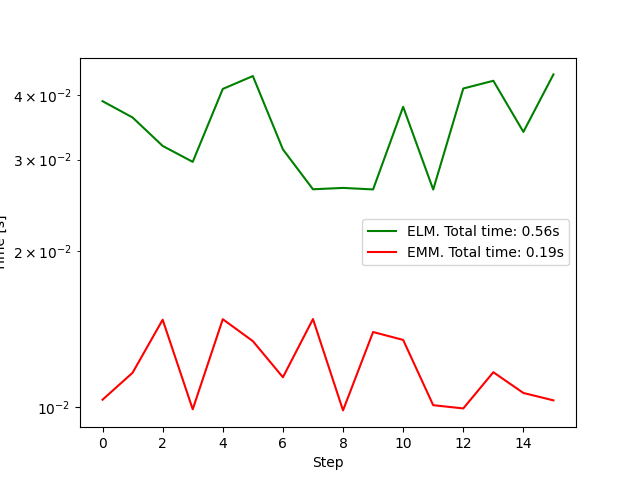 4 × 10⁻²
3 × 10⁻²
2 × 10⁻²
10⁻²
Time [s]
ELM. Total time: 0.56s
EMM. Total time: 0.19s
0 2 4 6 8 10 12 14
Step